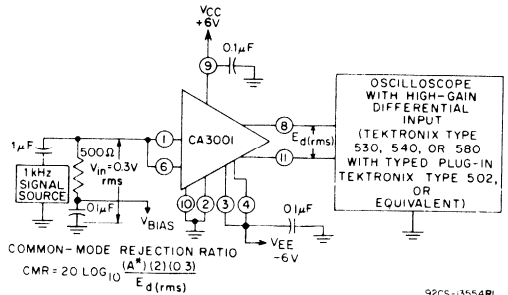 VCC
+6V
0.1µF
9
OSCILLOSCOPE
WITH HIGH-GAIN
DIFFERENTIAL
INPUT
(TEKTRONIX TYPE
530, 540, OR 580
WITH TYPED PLUG-IN
TEKTRONIX TYPE 502,
OR
EQUIVALENT)
8
Ed(rms)
11
CA3001
1
6
1µF
500Ω
Vin=0.3V
rms
1kHz
SIGNAL
SOURCE
0.1µF
VBIAS
10
2
3
4
0.1µF
VEE
-6V
COMMON-MODE REJECTION RATIO
CMR = 20 LOG10 (A*)(2)(0.3)
Ed(rms)
92CS-13554R1